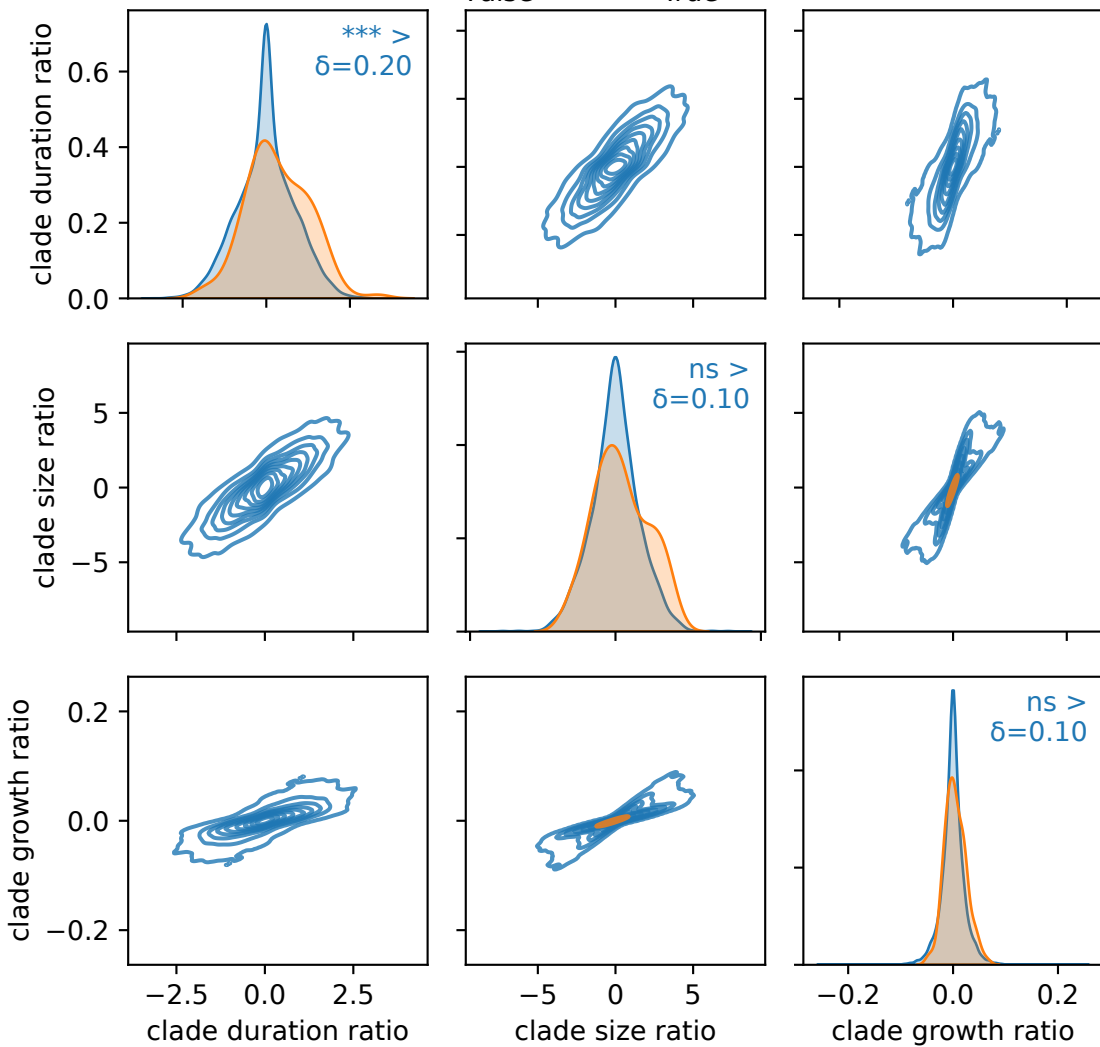 clade duration ratio
0.6
0.4
0.2
0.0
*** >
δ=0.20
clade size ratio
5
0
−5
ns >
δ=0.10
clade growth ratio
0.2
0.0
−0.2
ns >
δ=0.10
−2.5 0.0 2.5
clade duration ratio
−5 0 5
clade size ratio
−0.2 0.0 0.2
clade growth ratio